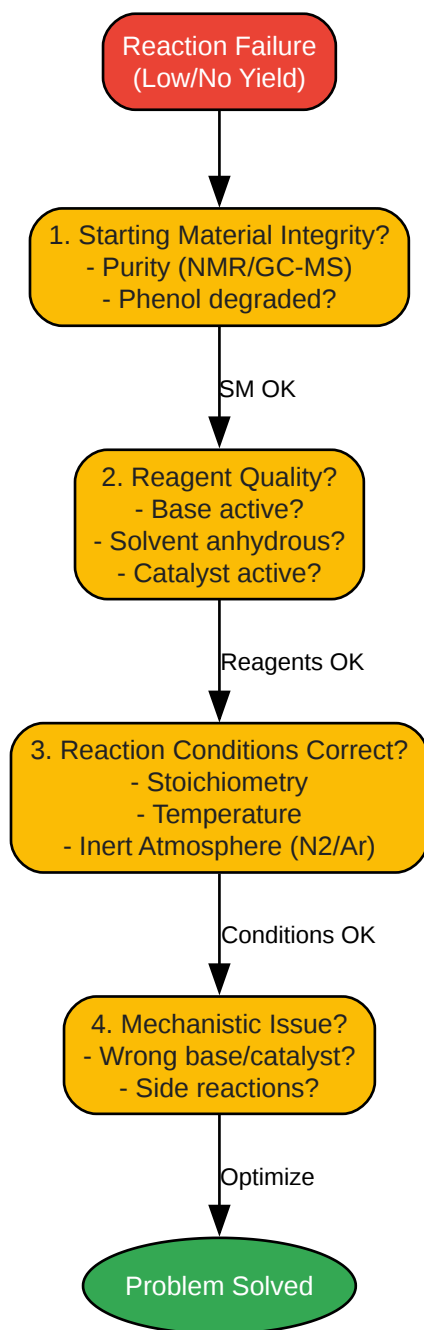 Reaction Failure
(Low/No Yield)
1. Starting Material Integrity?
- Purity (NMR/GC-MS)
- Phenol degraded?
SM OK
2. Reagent Quality?
- Base active?
- Solvent anhydrous?
- Catalyst active?
Reagents OK
3. Reaction Conditions Correct?
- Stoichiometry
- Temperature
- Inert Atmosphere (N2/Ar)
Conditions OK
4. Mechanistic Issue?
- Wrong base/catalyst?
- Side reactions?
Optimize
Problem Solved